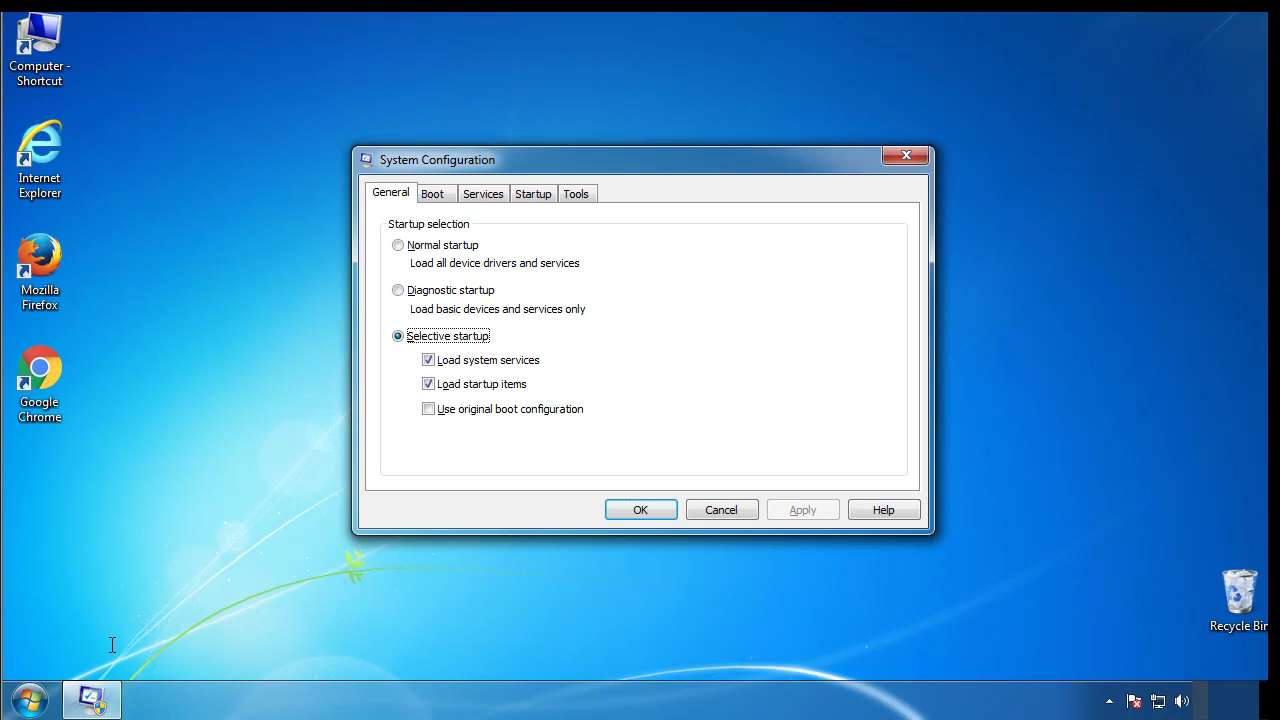 Computer -
Shortcut
Internet
Explorer
Mozilla
Firefox
Google
Chrome
System Configuration
General Boot Services Startup Tools
Startup selection
Normal startup
Load all device drivers and services
Diagnostic startup
Load basic devices and services only
Selective startup
Load system services
Load startup items
Use original boot configuration
OK Cancel Apply Help
Recycle Bin